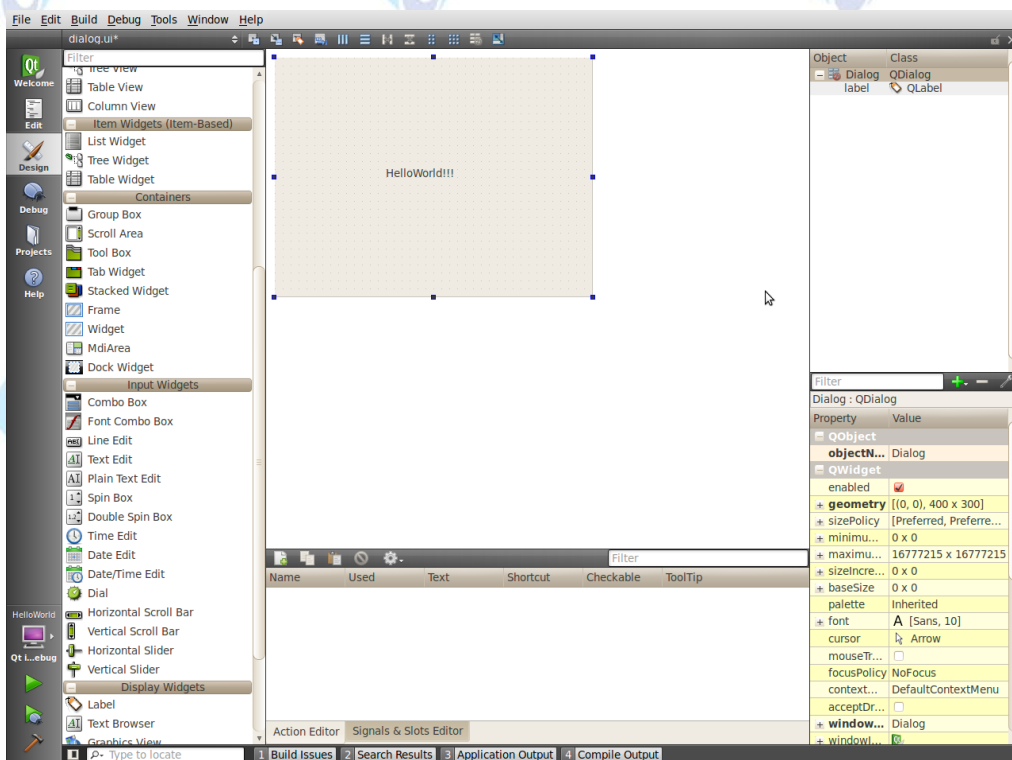 File Edit Build Debug Tools Window Help
dialog.ui*
Welcome
Edit
Design
Debug
Projects
Help
HelloWorld
Qt i...ebug
Filter
Tree View
Table View
Column View
Item Widgets (Item-Based)
List Widget
Tree Widget
Table Widget
Containers
Group Box
Scroll Area
Tool Box
Tab Widget
Stacked Widget
Frame
Widget
MdiArea
Dock Widget
Input Widgets
Combo Box
Font Combo Box
Line Edit
Text Edit
Plain Text Edit
Spin Box
Double Spin Box
Time Edit
Date Edit
Date/Time Edit
Dial
Horizontal Scroll Bar
Vertical Scroll Bar
Horizontal Slider
Vertical Slider
Display Widgets
Label
Text Browser
Graphics View
HelloWorld!!!
Filter
Name Used Text Shortcut Checkable ToolTip
Action Editor Signals & Slots Editor
Object Class
Dialog QDialog
label QLabel
Filter
Dialog : QDialog
Property Value
QObject
objectN... Dialog
QWidget
enabled
geometry [(0, 0), 400 x 300]
sizePolicy [Preferred, Preferre...
minimu... 0 x 0
maximu... 16777215 x 16777215
sizeIncre... 0 x 0
baseSize 0 x 0
palette Inherited
font A [Sans, 10]
cursor Arrow
mouseTr...
focusPolicy NoFocus
context... DefaultContextMenu
acceptDr...
window... Dialog
windowI...
Type to locate 1 Build Issues 2 Search Results 3 Application Output 4 Compile Output